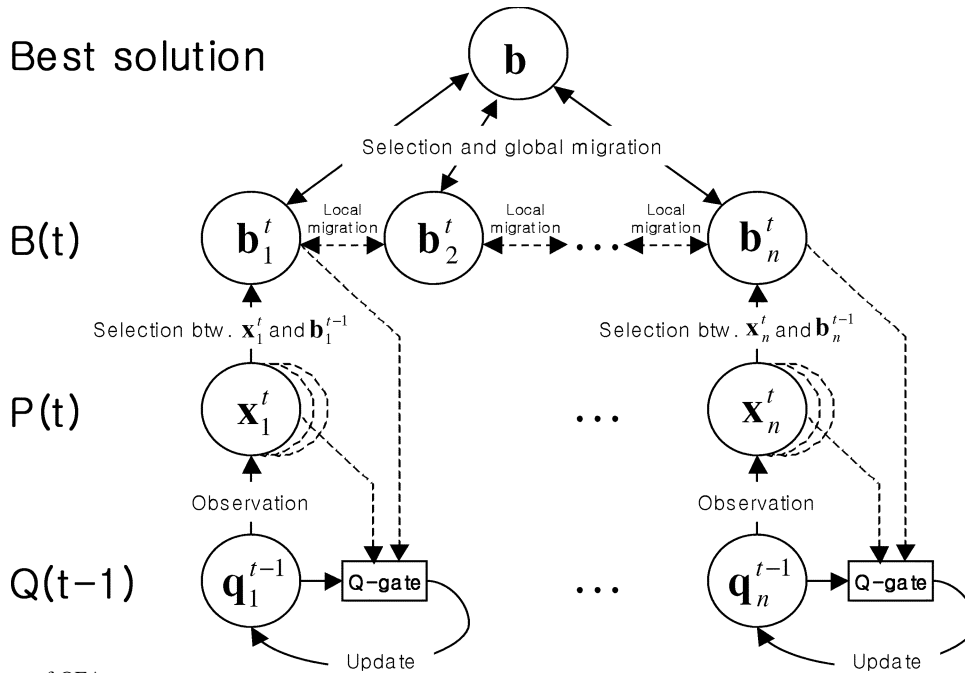 Best solution
b
Selection and global migration
B(t)
b₁ᵗ
Local migration
b₂ᵗ
Local migration
...
Local migration
bₙᵗ
Selection btw. x₁ᵗ and b₁ᵗ⁻¹
Selection btw. xₙᵗ and bₙᵗ⁻¹
P(t)
x₁ᵗ
...
xₙᵗ
Observation
Observation
Q(t-1)
q₁ᵗ⁻¹
Q-gate
...
qₙᵗ⁻¹
Q-gate
Update
Update